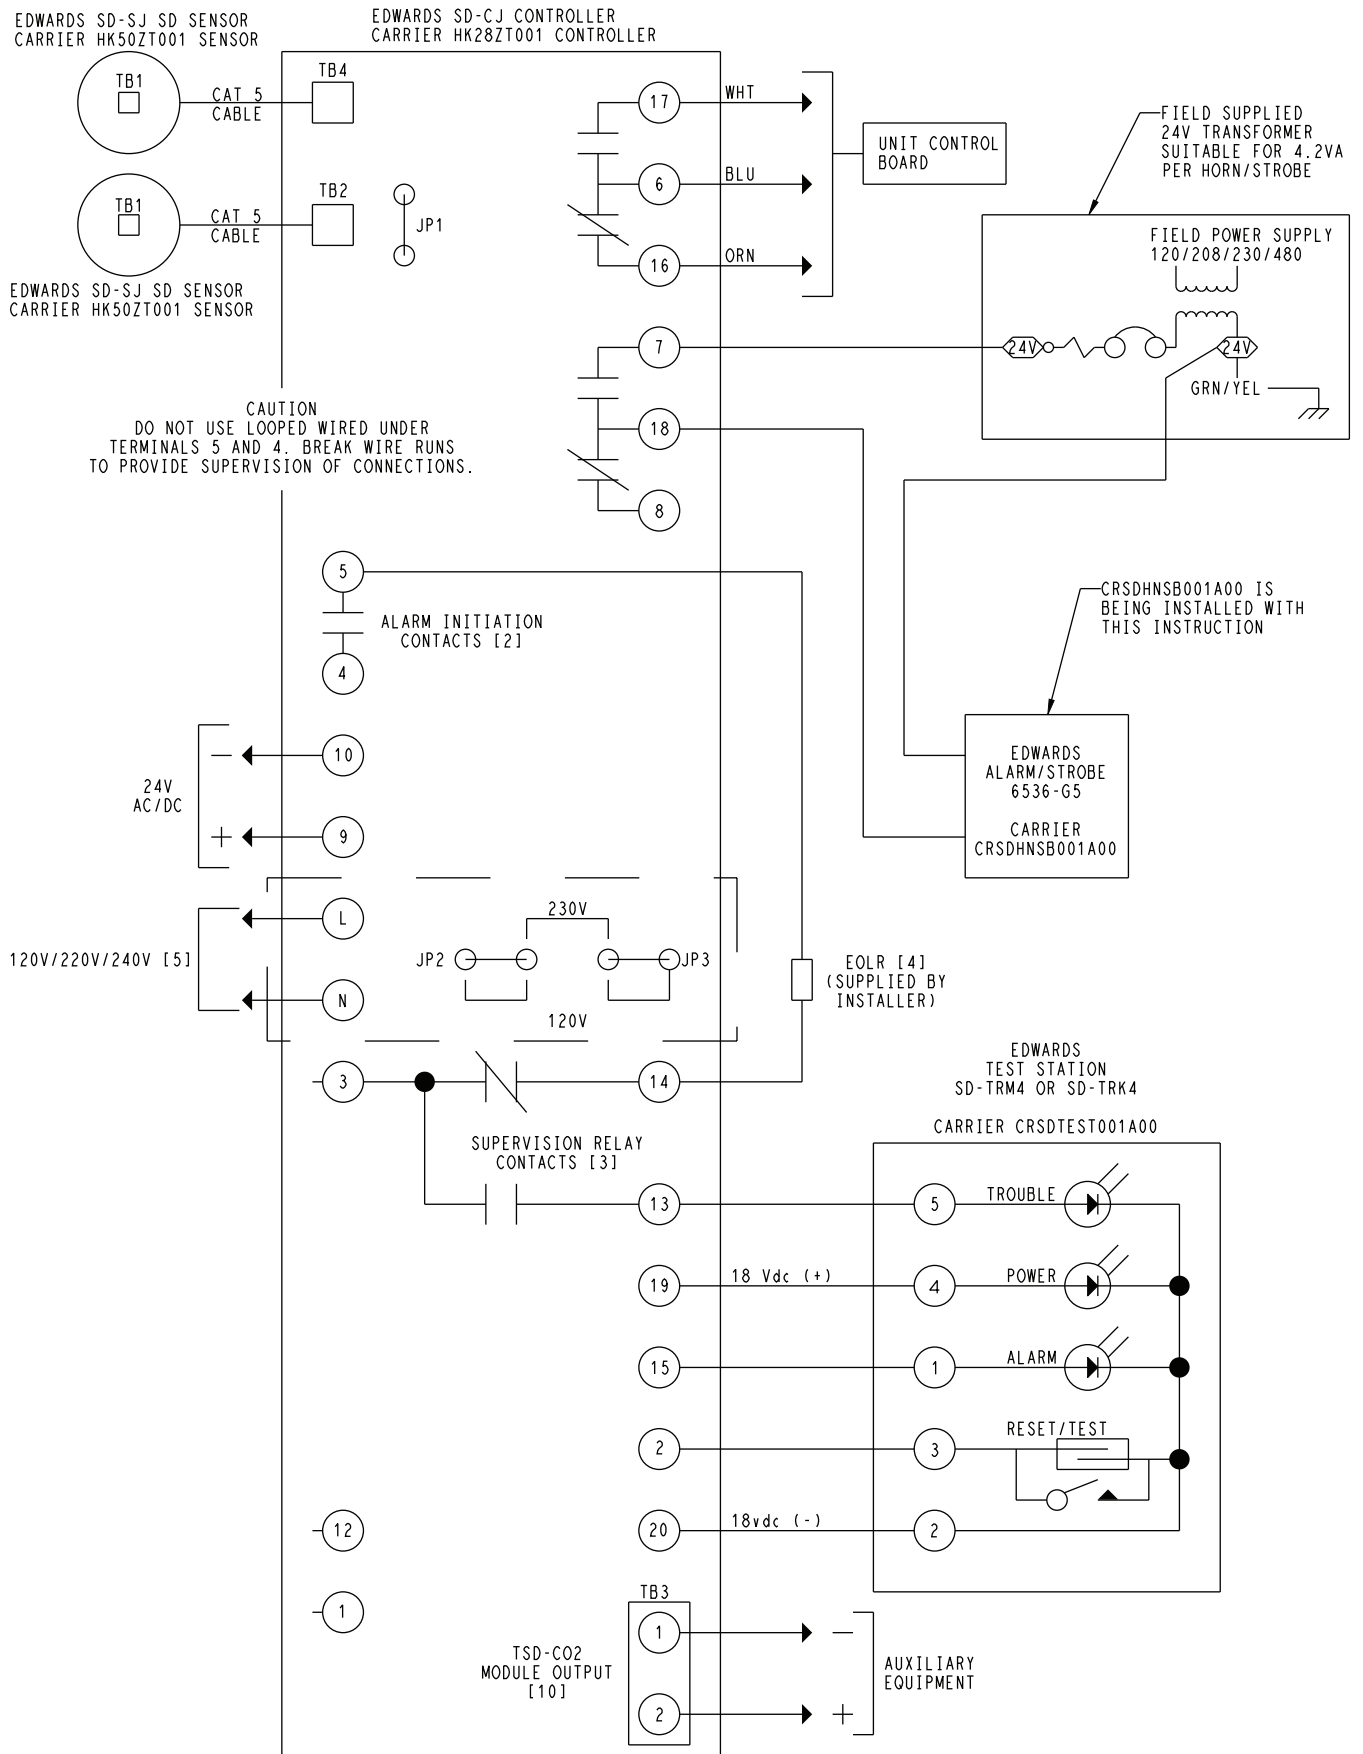 EDWARDS SD-SJ SD SENSOR
CARRIER HK50ZT001 SENSOR
EDWARDS SD-CJ CONTROLLER
CARRIER HK28ZT001 CONTROLLER
TB1
CAT 5
CABLE
TB4
17
WHT
UNIT CONTROL
BOARD
FIELD SUPPLIED
24V TRANSFORMER
SUITABLE FOR 4.2VA
PER HORN/STROBE
TB1
CAT 5
CABLE
TB2
JP1
6
BLU
16
ORN
FIELD POWER SUPPLY
120/208/230/480
EDWARDS SD-SJ SD SENSOR
CARRIER HK50ZT001 SENSOR
7
24V
24V
GRN/YEL
CAUTION
DO NOT USE LOOPED WIRED UNDER
TERMINALS 5 AND 4. BREAK WIRE RUNS
TO PROVIDE SUPERVISION OF CONNECTIONS.
18
8
5
ALARM INITIATION
CONTACTS [2]
4
CRSDHNSB001A00 IS
BEING INSTALLED WITH
THIS INSTRUCTION
24V
AC/DC
−
10
+
9
EDWARDS
ALARM/STROBE
6536-G5
CARRIER
CRSDHNSB001A00
120V/220V/240V [5]
L
N
230V
JP2
JP3
120V
EOLR [4]
(SUPPLIED BY
INSTALLER)
3
14
SUPERVISION RELAY
CONTACTS [3]
EDWARDS
TEST STATION
SD-TRM4 OR SD-TRK4
CARRIER CRSDTEST001A00
13
5
TROUBLE
19
18 Vdc (+)
4
POWER
15
1
ALARM
2
3
RESET/TEST
12
20
18vdc (-)
2
1
TB3
TSD-CO2
MODULE OUTPUT
[10]
1
−
2
+
AUXILIARY
EQUIPMENT